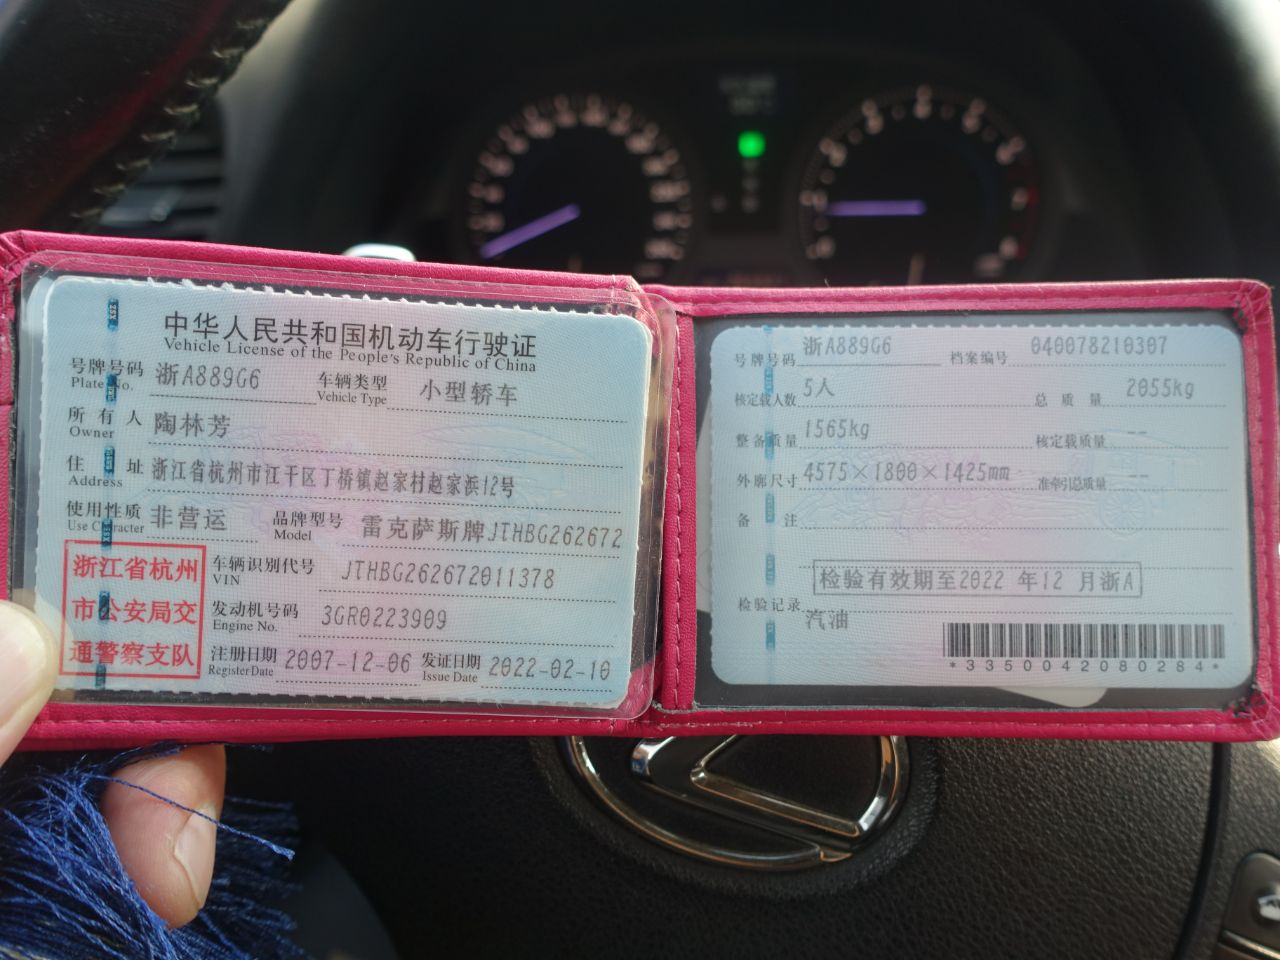 中华人民共和国机动车行驶证
Vehicle License of the People's Republic of China
号牌号码 浙A889G6 车辆类型 小型轿车
Plate No. Vehicle Type
所有人 陶林芳
Owner
住址 浙江省杭州市江干区丁桥镇赵家村赵家浜12号
Address
使用性质 非营运 品牌型号 雷克萨斯牌JTHBG262672
Use Character Model
浙江省杭州
市公安局交
通警察支队
车辆识别代号 JTHBG262672011378
VIN
发动机号码 3GR0223909
Engine No.
注册日期 2007-12-06 发证日期 2022-02-10
Register Date Issue Date
号牌号码 浙A889G6 档案编号 040078210307
核定载人数 5人 总质量 2055kg
整备质量 1565kg 核定载质量 --
外廓尺寸 4575×1800×1425mm 准牵引总质量 --
备注
检验有效期至2022 年12 月浙A
检验记录
汽油
*3350042080284*